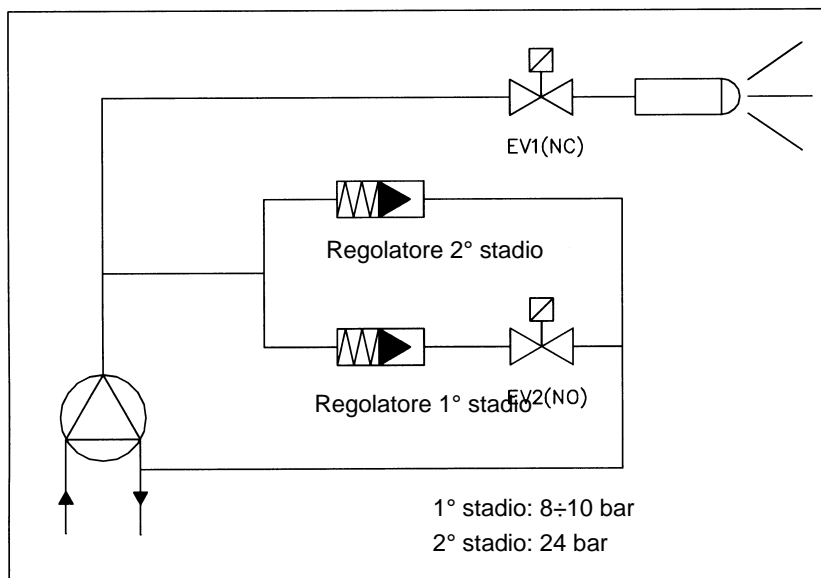 EV1(NC)
Regolatore 2° stadio
Regolatore 1° stadio
EV2(NO)
1° stadio: 8÷10 bar
2° stadio: 24 bar